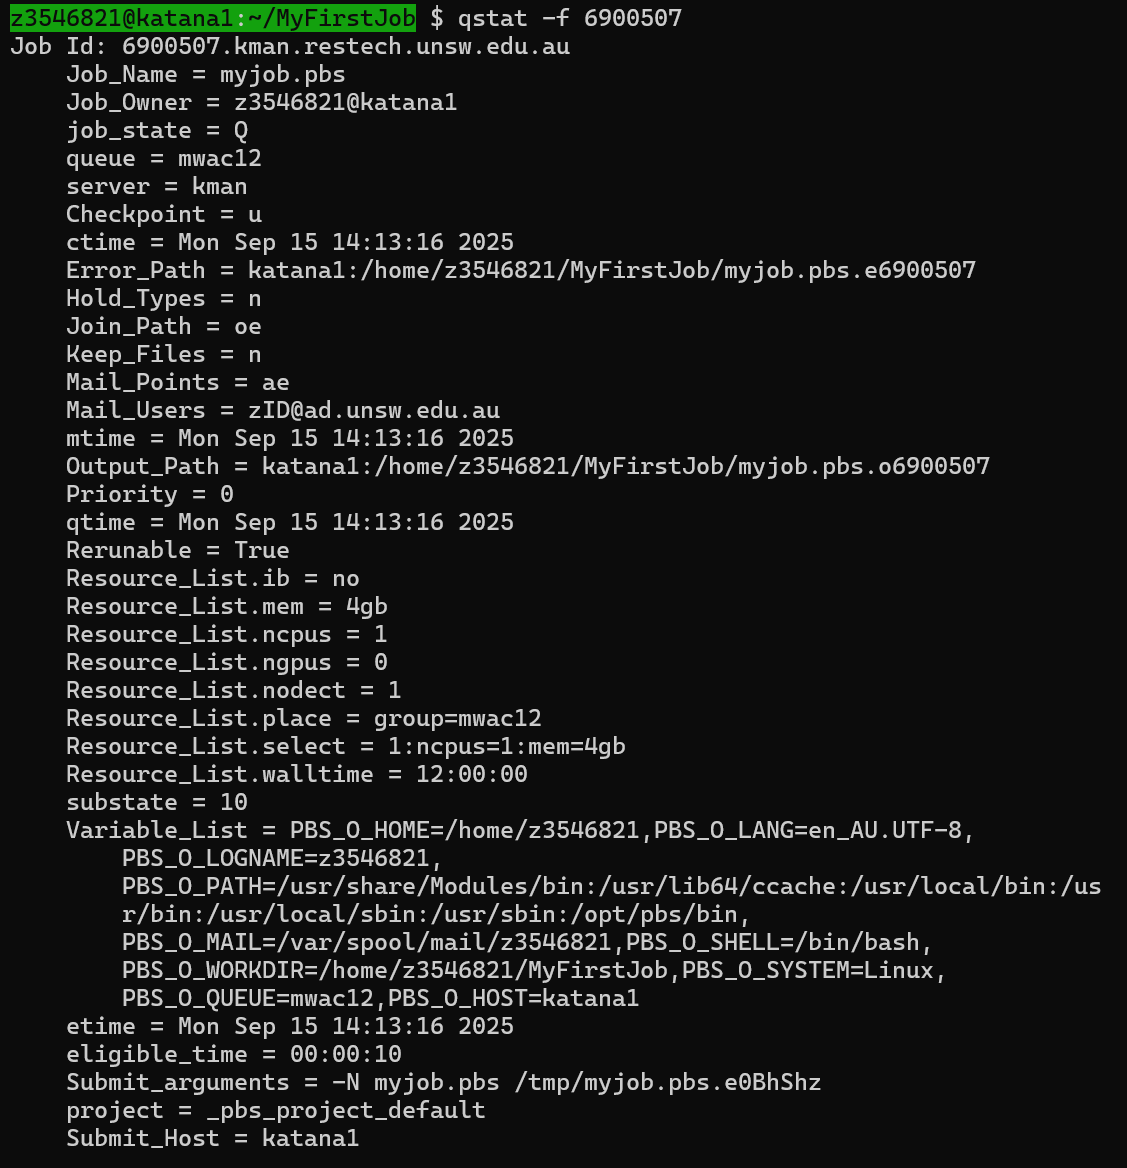 z3546821@katana1:~/MyFirstJob $ qstat -f 6900507
Job Id: 6900507.kman.restech.unsw.edu.au
    Job_Name = myjob.pbs
    Job_Owner = z3546821@katana1
    job_state = Q
    queue = mwac12
    server = kman
    Checkpoint = u
    ctime = Mon Sep 15 14:13:16 2025
    Error_Path = katana1:/home/z3546821/MyFirstJob/myjob.pbs.e6900507
    Hold_Types = n
    Join_Path = oe
    Keep_Files = n
    Mail_Points = ae
    Mail_Users = zID@ad.unsw.edu.au
    mtime = Mon Sep 15 14:13:16 2025
    Output_Path = katana1:/home/z3546821/MyFirstJob/myjob.pbs.o6900507
    Priority = 0
    qtime = Mon Sep 15 14:13:16 2025
    Rerunable = True
    Resource_List.ib = no
    Resource_List.mem = 4gb
    Resource_List.ncpus = 1
    Resource_List.ngpus = 0
    Resource_List.nodect = 1
    Resource_List.place = group=mwac12
    Resource_List.select = 1:ncpus=1:mem=4gb
    Resource_List.walltime = 12:00:00
    substate = 10
    Variable_List = PBS_O_HOME=/home/z3546821,PBS_O_LANG=en_AU.UTF-8,
        PBS_O_LOGNAME=z3546821,
        PBS_O_PATH=/usr/share/Modules/bin:/usr/lib64/ccache:/usr/local/bin:/us
        r/bin:/usr/local/sbin:/usr/sbin:/opt/pbs/bin,
        PBS_O_MAIL=/var/spool/mail/z3546821,PBS_O_SHELL=/bin/bash,
        PBS_O_WORKDIR=/home/z3546821/MyFirstJob,PBS_O_SYSTEM=Linux,
        PBS_O_QUEUE=mwac12,PBS_O_HOST=katana1
    etime = Mon Sep 15 14:13:16 2025
    eligible_time = 00:00:10
    Submit_arguments = -N myjob.pbs /tmp/myjob.pbs.e0BhShz
    project = _pbs_project_default
    Submit_Host = katana1